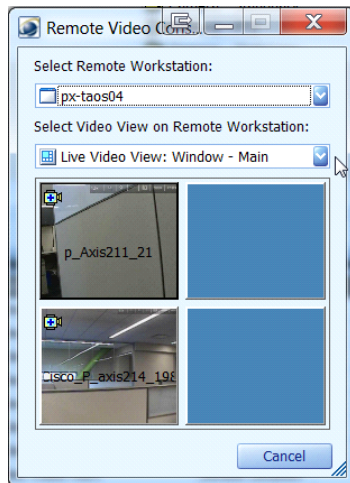 Remote Video Cons...
Select Remote Workstation:
px-taos04
Select Video View on Remote Workstation:
Live Video View: Window - Main
p_Axis211_21
Cisco_P_axis214_198
Cancel